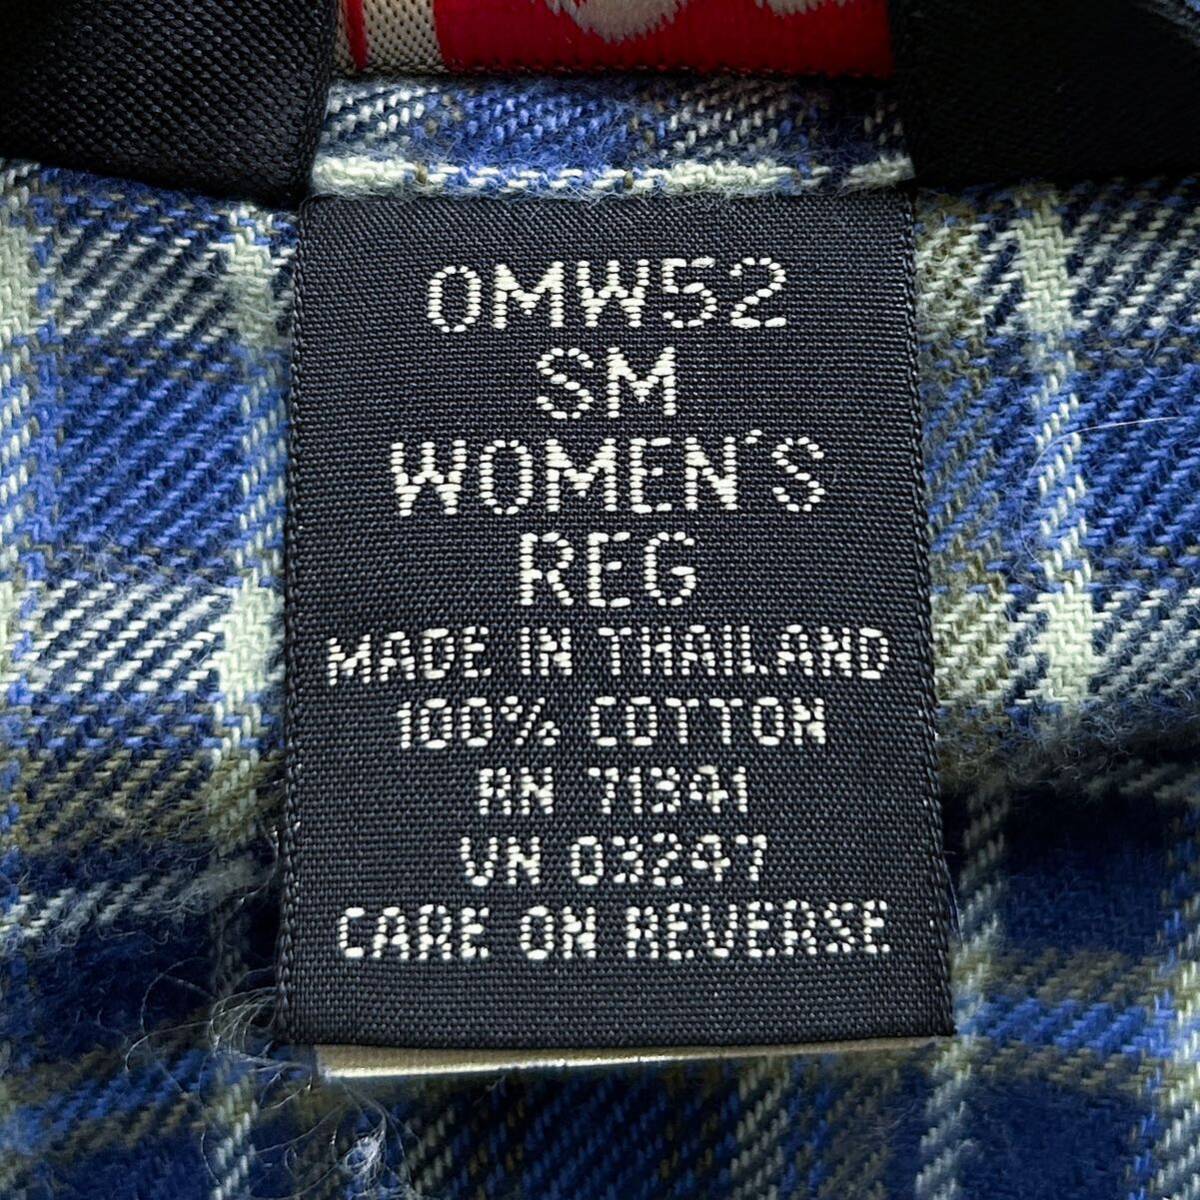 0MW52
SM
WOMEN'S
REG
MADE IN THAILAND
100% COTTON
RN 71341
VN 03247
CARE ON REVERSE